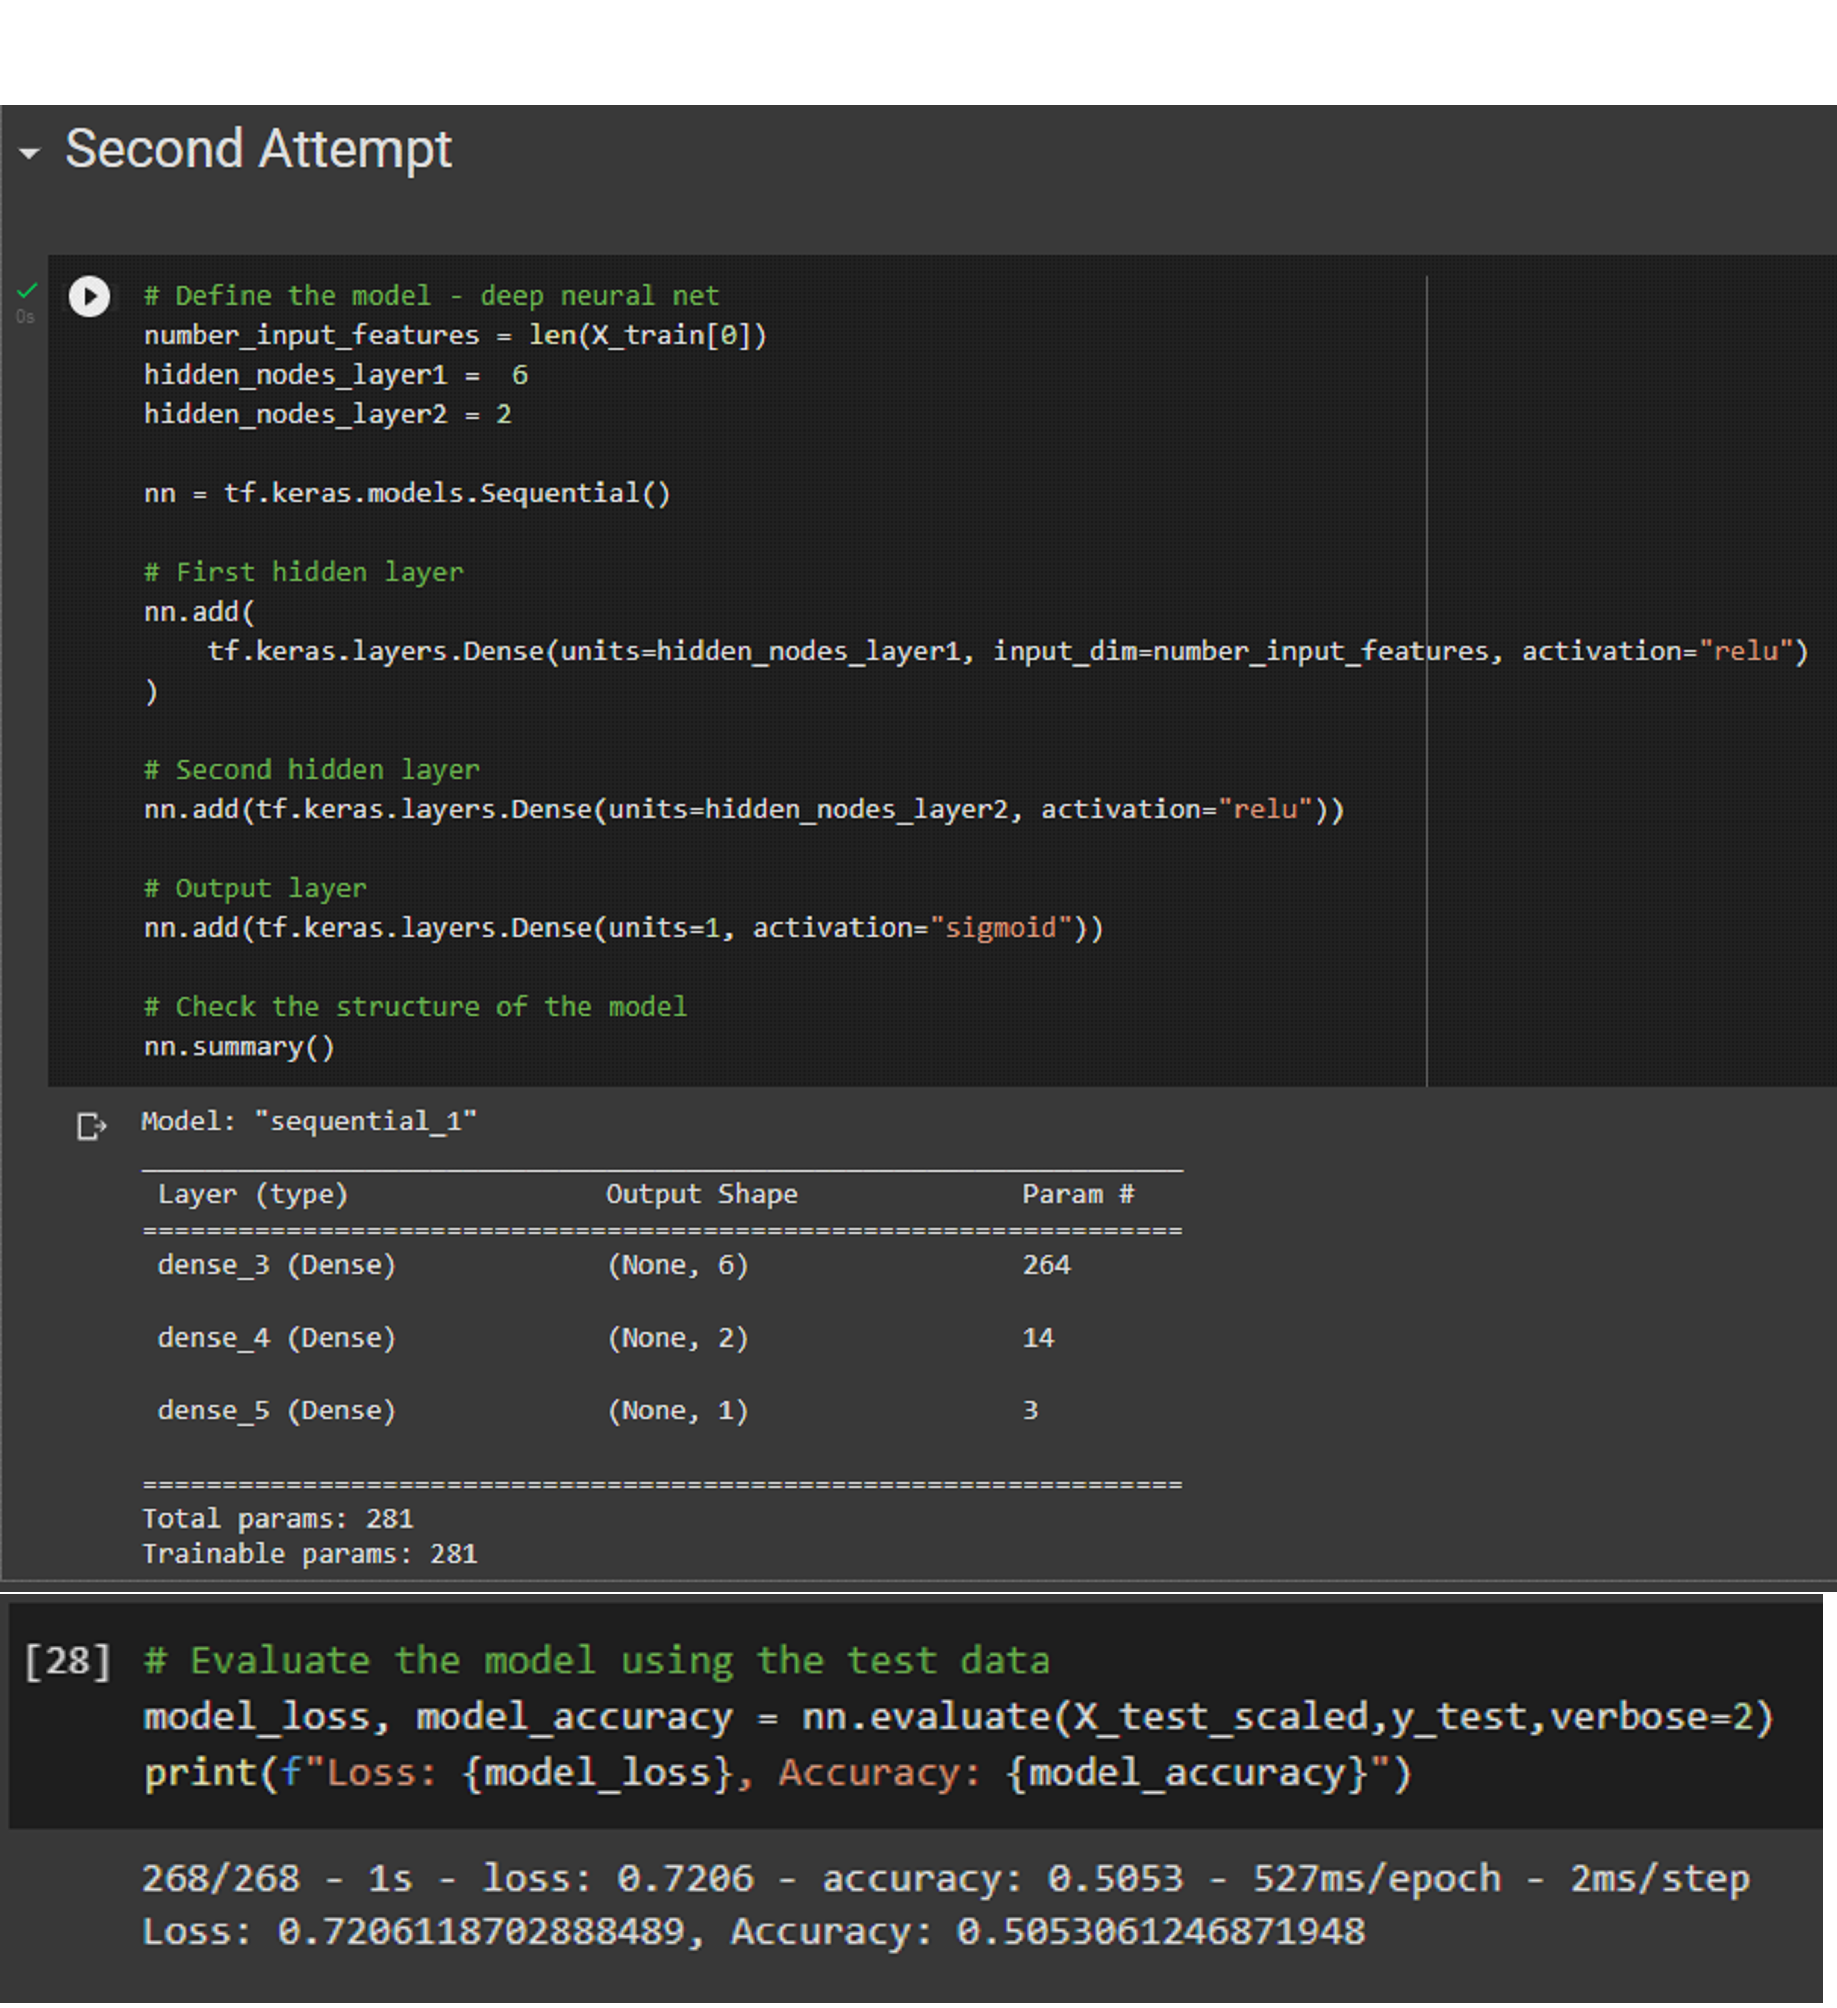 Second Attempt
0s
# Define the model - deep neural net
number_input_features = len(X_train[0])
hidden_nodes_layer1 =  6
hidden_nodes_layer2 = 2
nn = tf.keras.models.Sequential()
# First hidden layer
nn.add(
    tf.keras.layers.Dense(units=hidden_nodes_layer1, input_dim=number_input_features, activation="relu")
)
# Second hidden layer
nn.add(tf.keras.layers.Dense(units=hidden_nodes_layer2, activation="relu"))
# Output layer
nn.add(tf.keras.layers.Dense(units=1, activation="sigmoid"))
# Check the structure of the model
nn.summary()
Model: "sequential_1"
Layer (type) Output Shape Param #
=================================================================
dense_3 (Dense) (None, 6) 264
dense_4 (Dense) (None, 2) 14
dense_5 (Dense) (None, 1) 3
=================================================================
Total params: 281
Trainable params: 281
[28] # Evaluate the model using the test data
model_loss, model_accuracy = nn.evaluate(X_test_scaled,y_test,verbose=2)
print(f"Loss: {model_loss}, Accuracy: {model_accuracy}")
268/268 - 1s - loss: 0.7206 - accuracy: 0.5053 - 527ms/epoch - 2ms/step
Loss: 0.7206118702888489, Accuracy: 0.5053061246871948